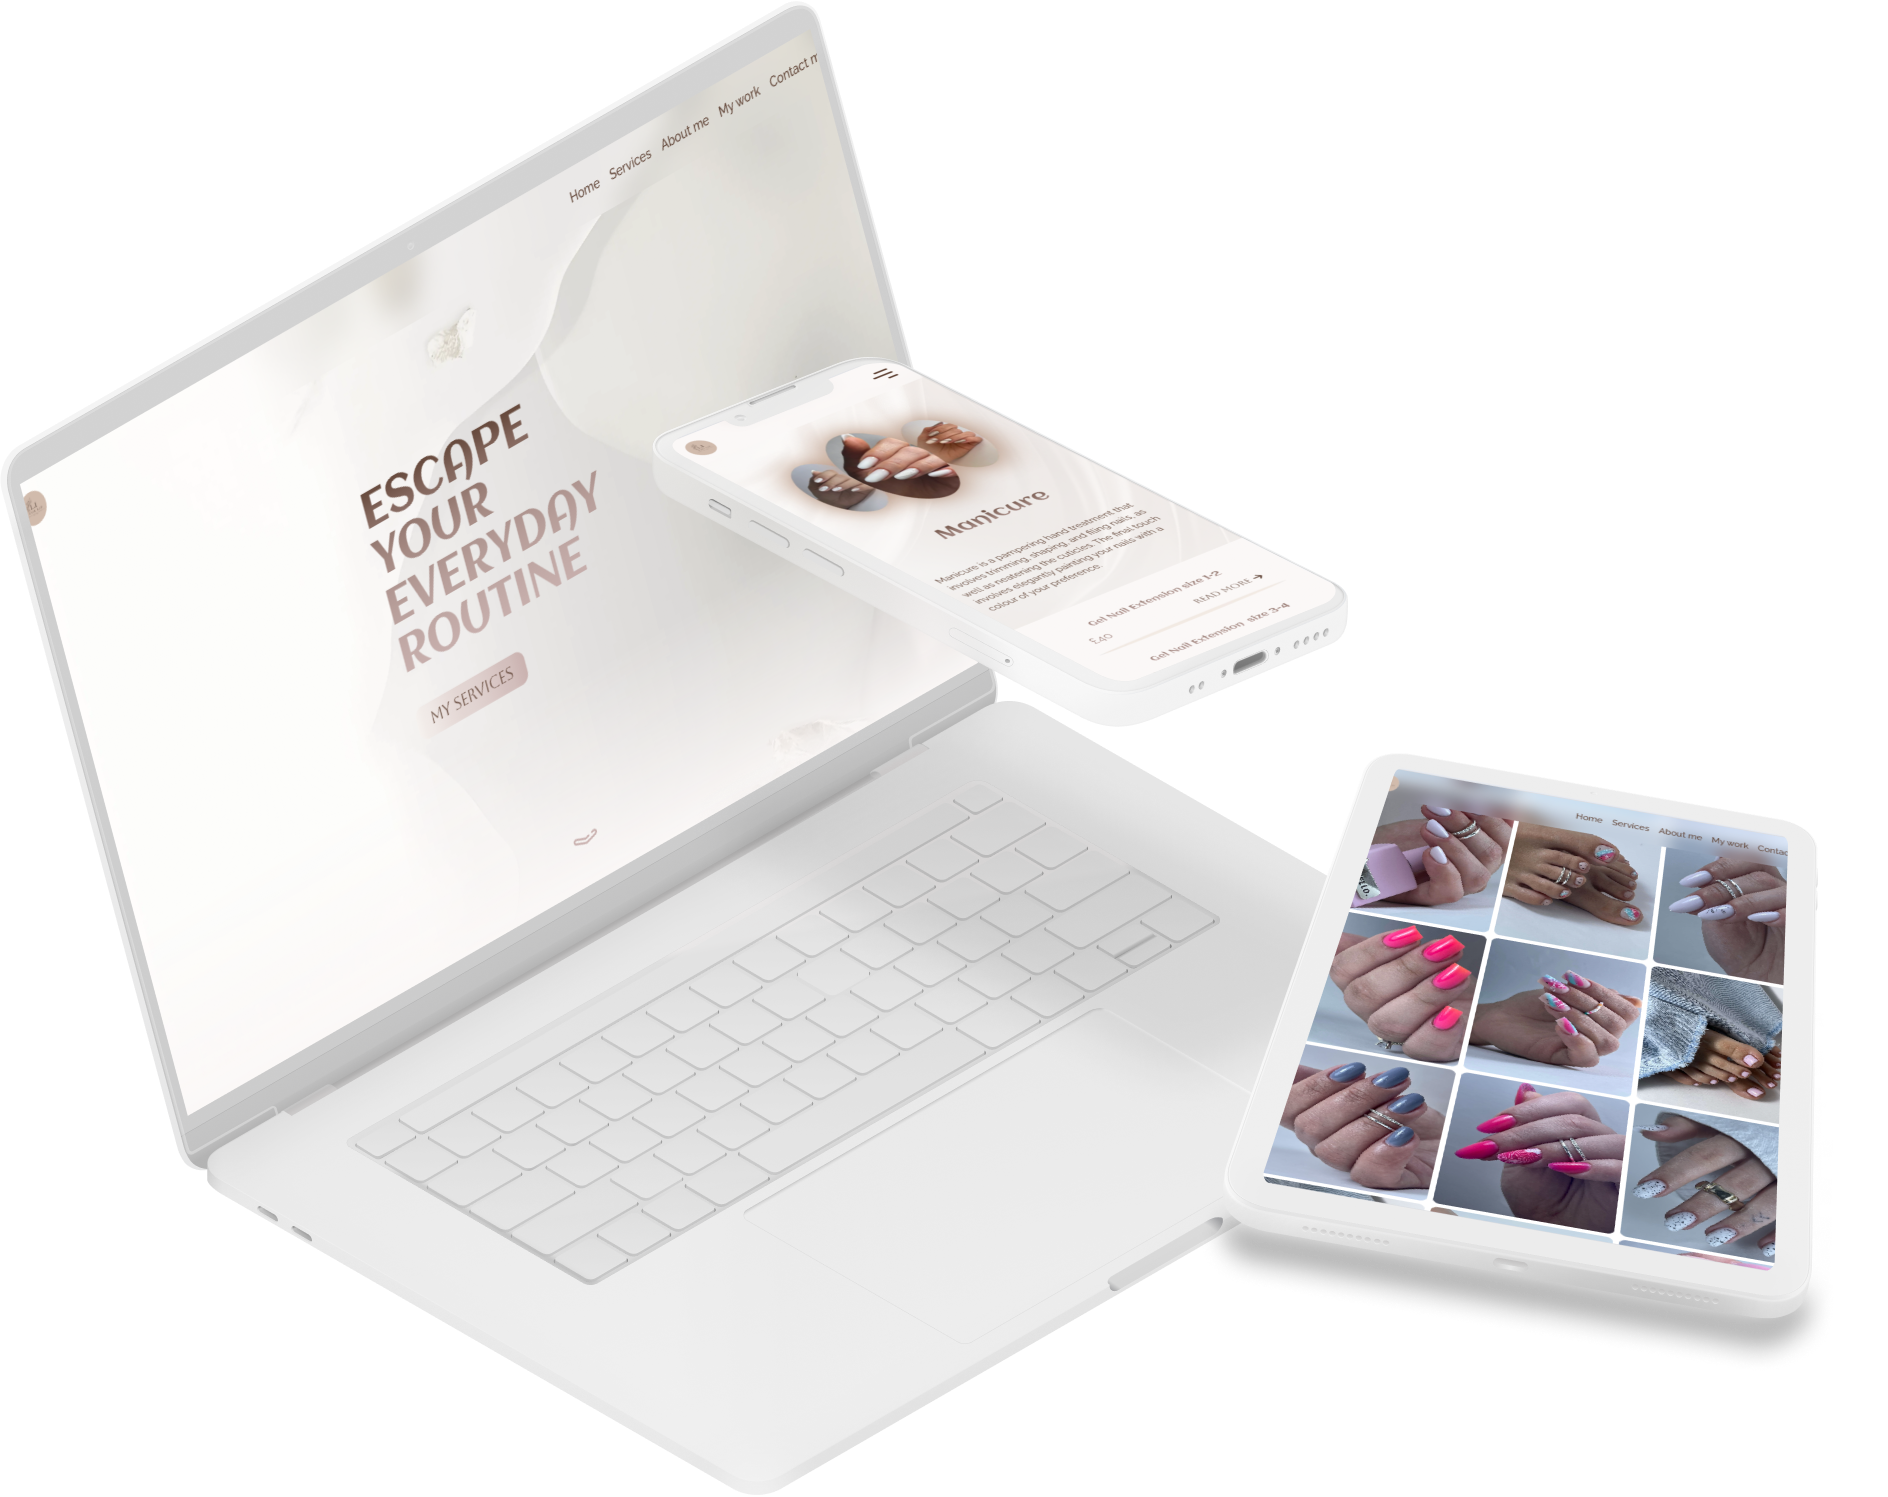 Home Services About me My work Contact m
ESCAPE
YOUR
EVERYDAY
ROUTINE
MY SERVICES
Manicure
Manicure is a pampering hand treatment that
involves trimming, shaping, and filing nails, as
well as neatening the cuticles. The final touch
involves elegantly painting your nails with a
colour of your preference.
Gel Nail Extension size 1-2
£40
READ MORE →
Gel Nail Extension size 3-4
Home Services About me My work Contac